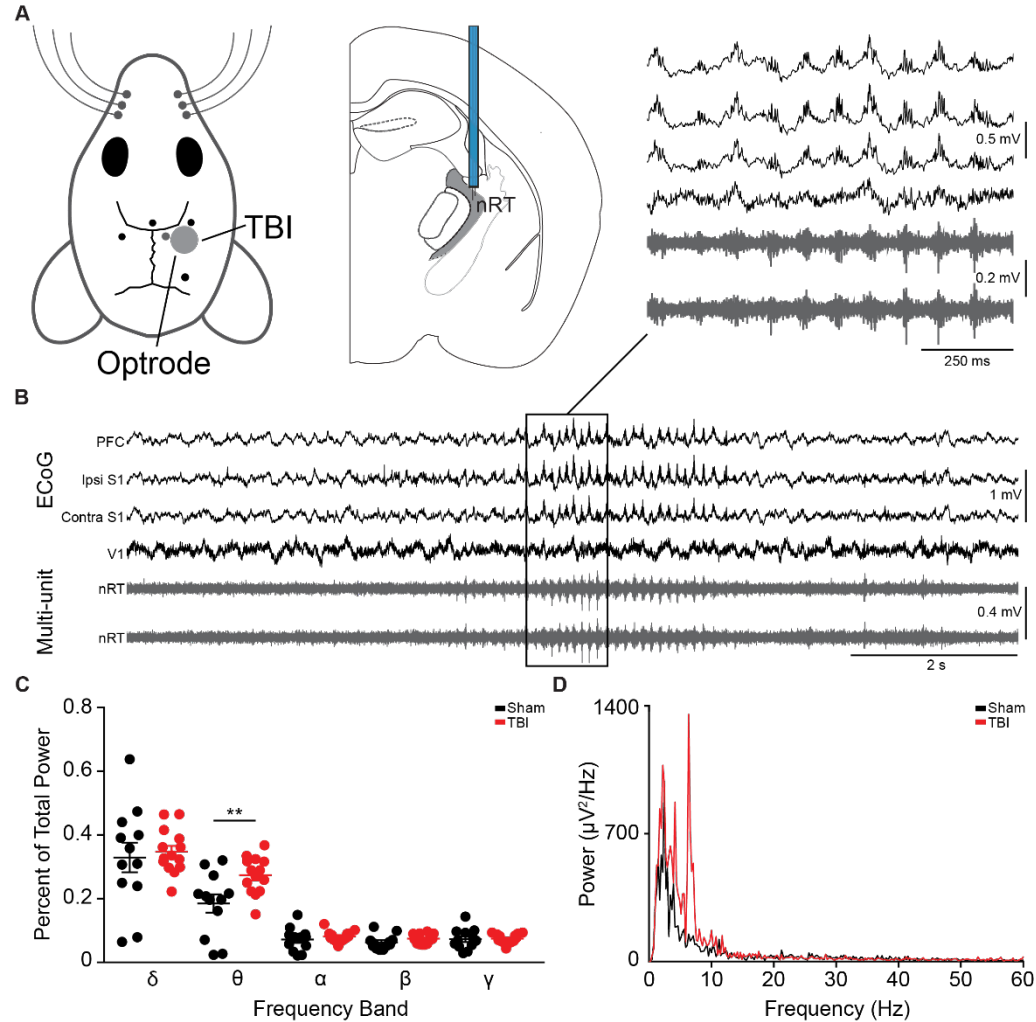 A
TBI
Optrode
nRT
0.5 mV
0.2 mV
250 ms
B
ECoG
PFC
Ipsi S1
Contra S1
V1
1 mV
Multi-unit
nRT
nRT
0.4 mV
2 s
C
Sham
TBI
Percent of Total Power
0.8
0.6
0.4
0.2
0
**
δ θ α β γ
Frequency Band
D
Sham
TBI
Power (µV²/Hz)
1400
700
0
0 10 20 30 40 50 60
Frequency (Hz)